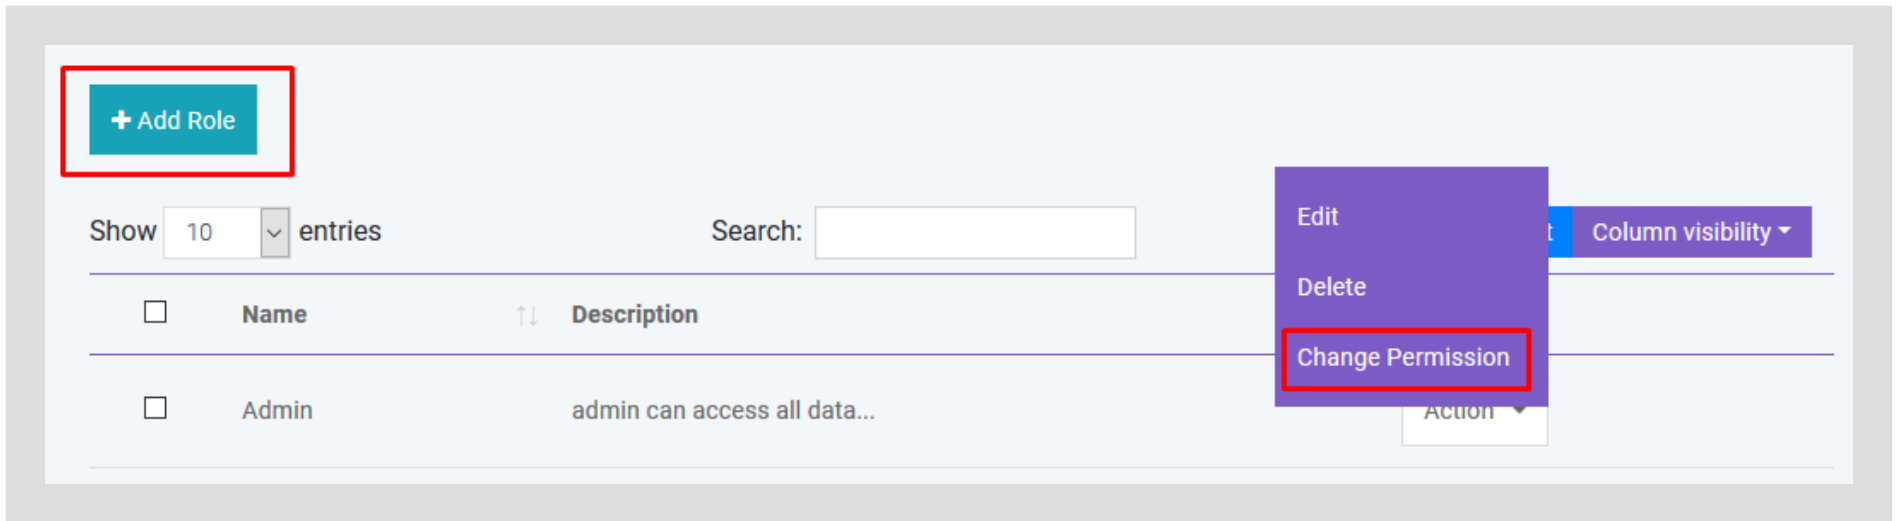 + Add Role
Show 10 entries
Search:
Edit
Column visibility
Delete
Name
Description
Change Permission
Admin
admin can access all data...
Action